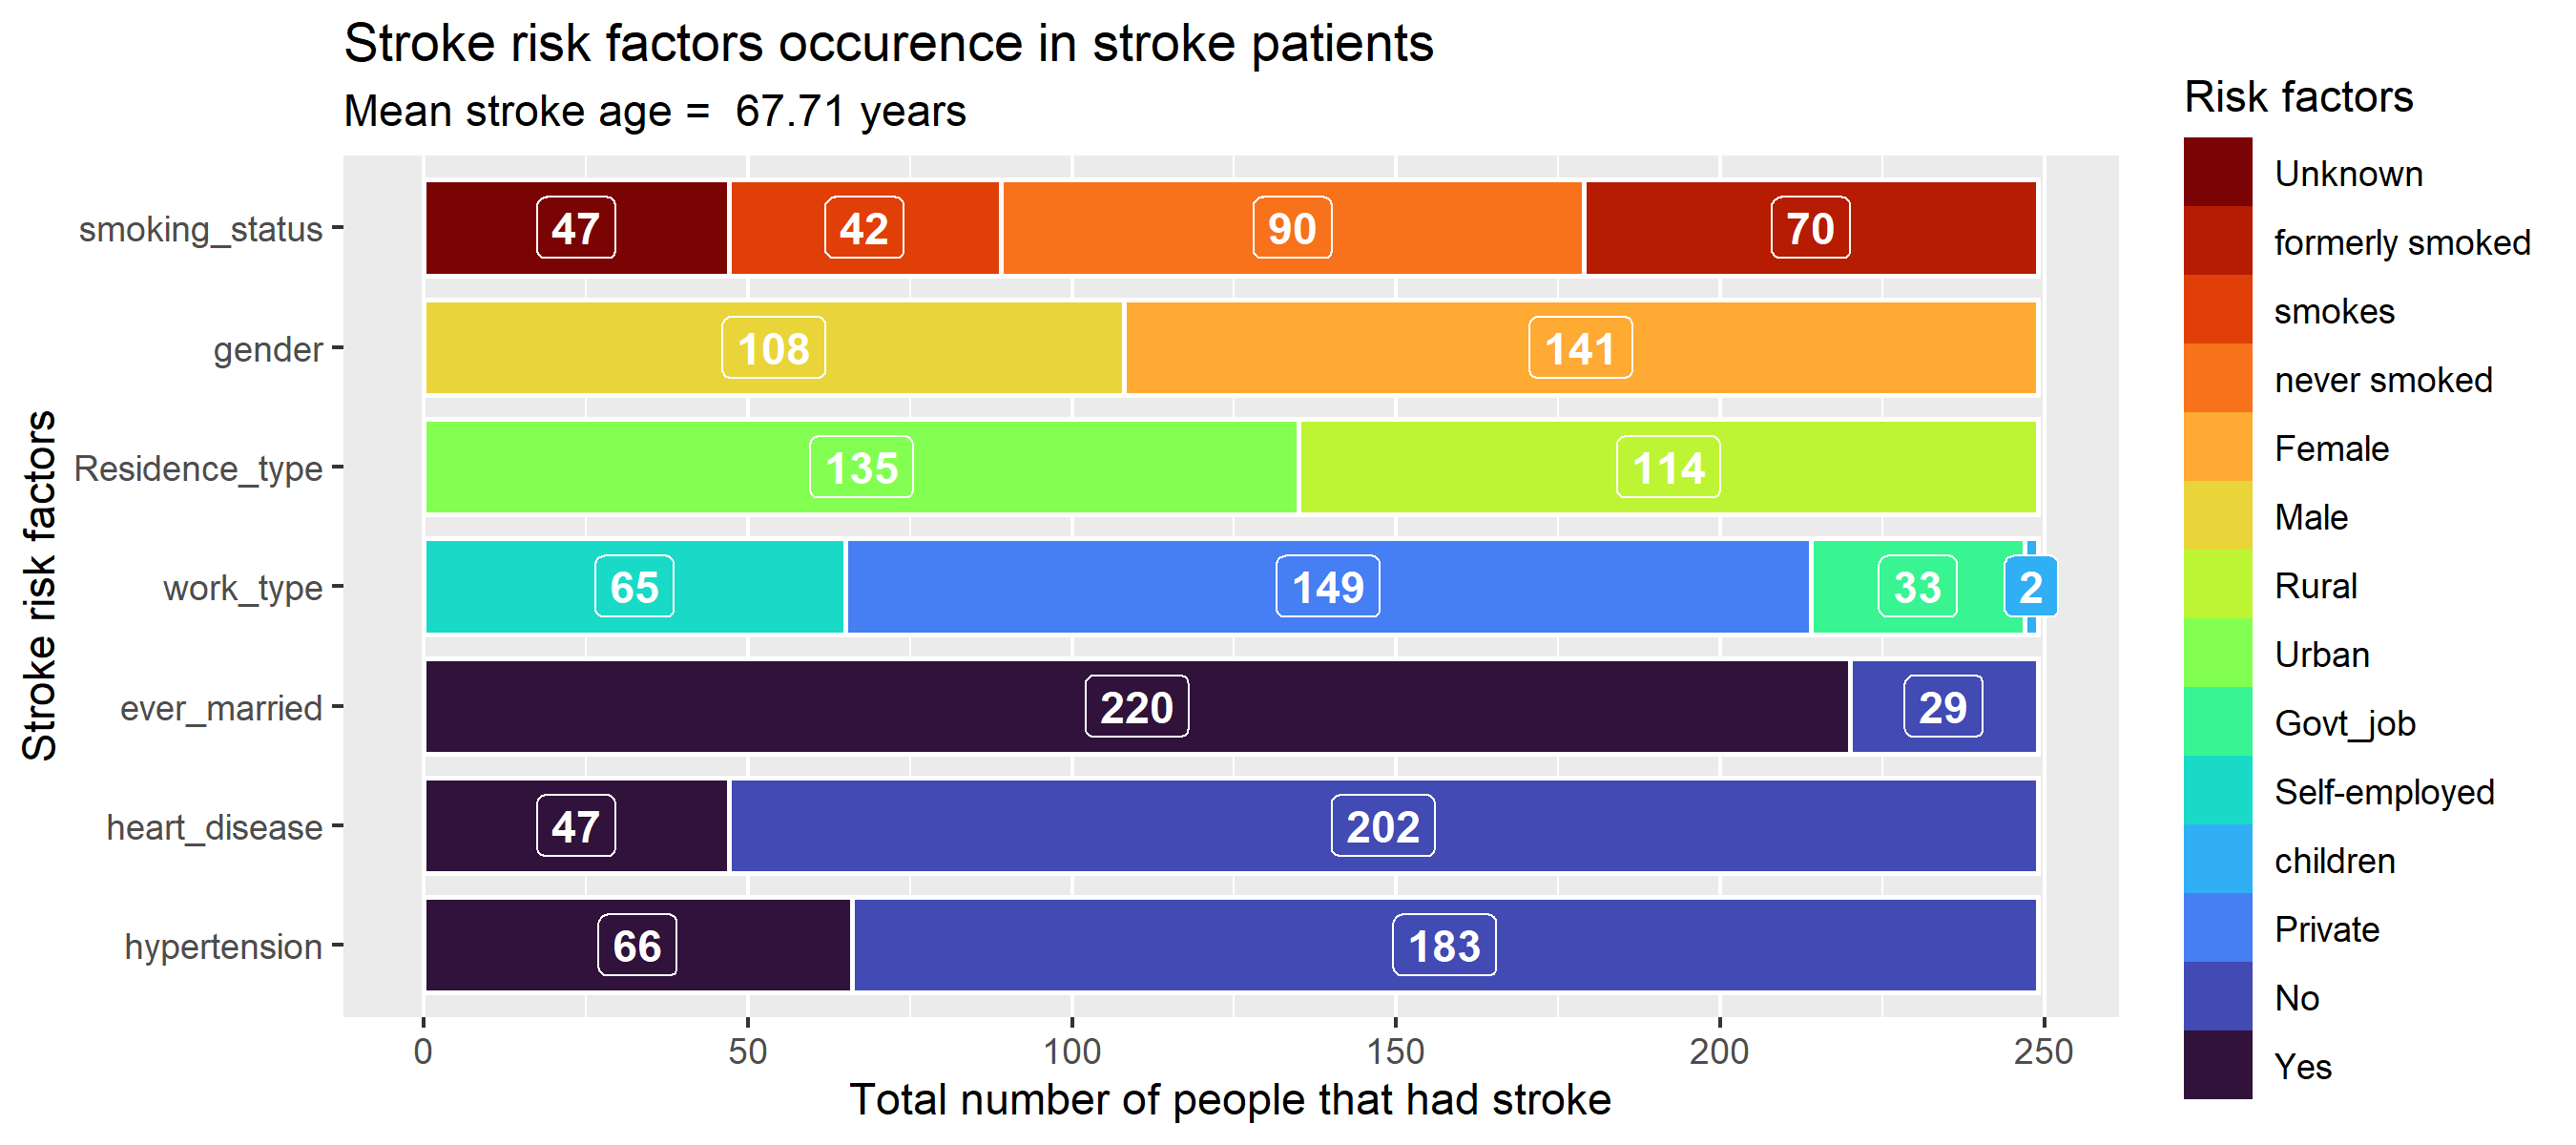 Stroke risk factors occurence in stroke patients
Mean stroke age =  67.71 years
Stroke risk factors
smoking_status
47
42
90
70
gender
108
141
Residence_type
135
114
work_type
65
149
33
2
ever_married
220
29
heart_disease
47
202
hypertension
66
183
0
50
100
150
200
250
Total number of people that had stroke
Risk factors
Unknown
formerly smoked
smokes
never smoked
Female
Male
Rural
Urban
Govt_job
Self-employed
children
Private
No
Yes